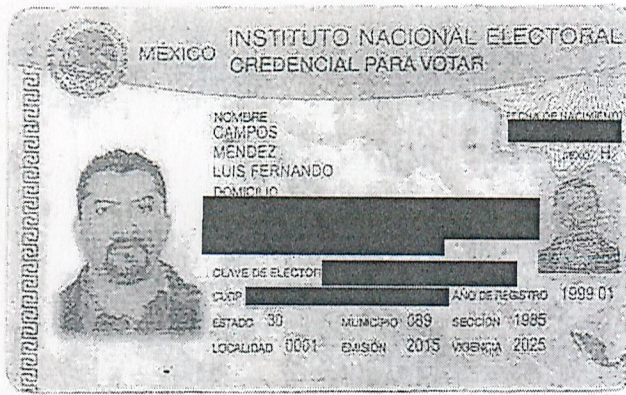 MÉXICO
INSTITUTO NACIONAL ELECTORAL
CREDENCIAL PARA VOTAR
NOMBRE
CAMPOS
MENDEZ
LUIS FERNANDO
FECHA DE NACIMIENTO
SEXO H
DOMICILIO
CLAVE DE ELECTOR
CURP
AÑO DE REGISTRO 1999 01
ESTADO 30 MUNICIPIO 089 SECCIÓN 1985
LOCALIDAD 0001 EMISIÓN 2015 VIGENCIA 2025